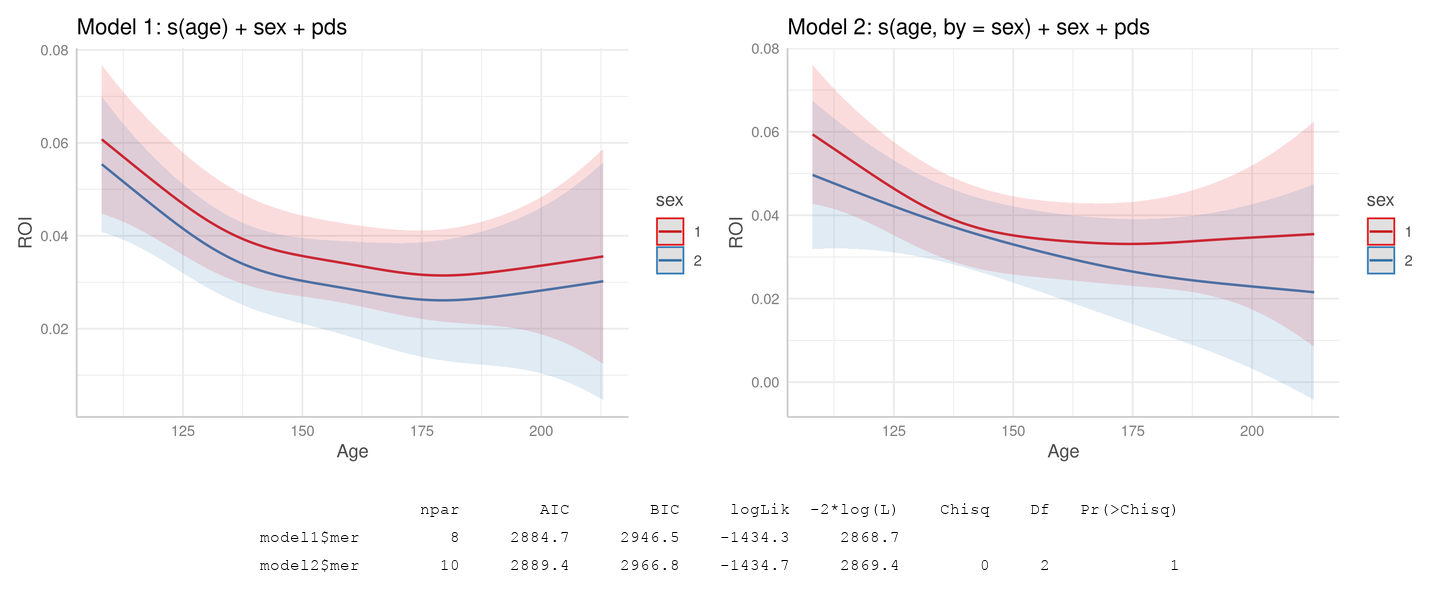 Model 1: s(age) + sex + pds
0.08
0.06
0.04
0.02
ROI
125 150 175 200
Age
sex
1
2
Model 2: s(age, by = sex) + sex + pds
0.08
0.06
0.04
0.02
0.00
ROI
125 150 175 200
Age
sex
1
2
npar AIC BIC logLik -2*log(L) Chisq Df Pr(>Chisq)
model1$mer 8 2884.7 2946.5 -1434.3 2868.7
model2$mer 10 2889.4 2966.8 -1434.7 2869.4 0 2 1